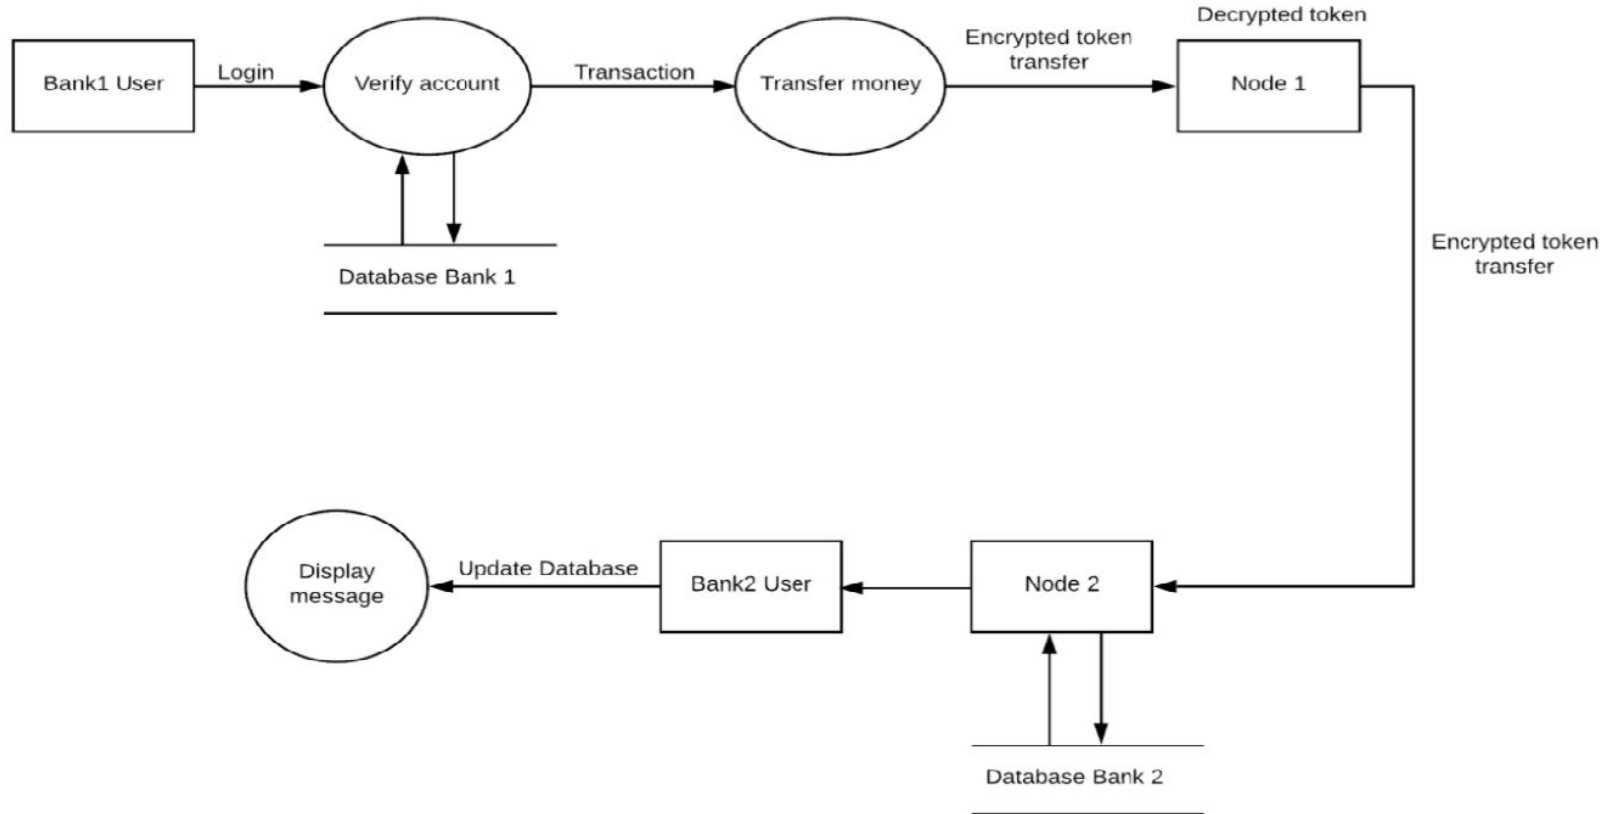 Decrypted token
Bank1 User
Login
Verify account
Transaction
Transfer money
Encrypted token
transfer
Node 1
Database Bank 1
Encrypted token
transfer
Display
message
Update Database
Bank2 User
Node 2
Database Bank 2